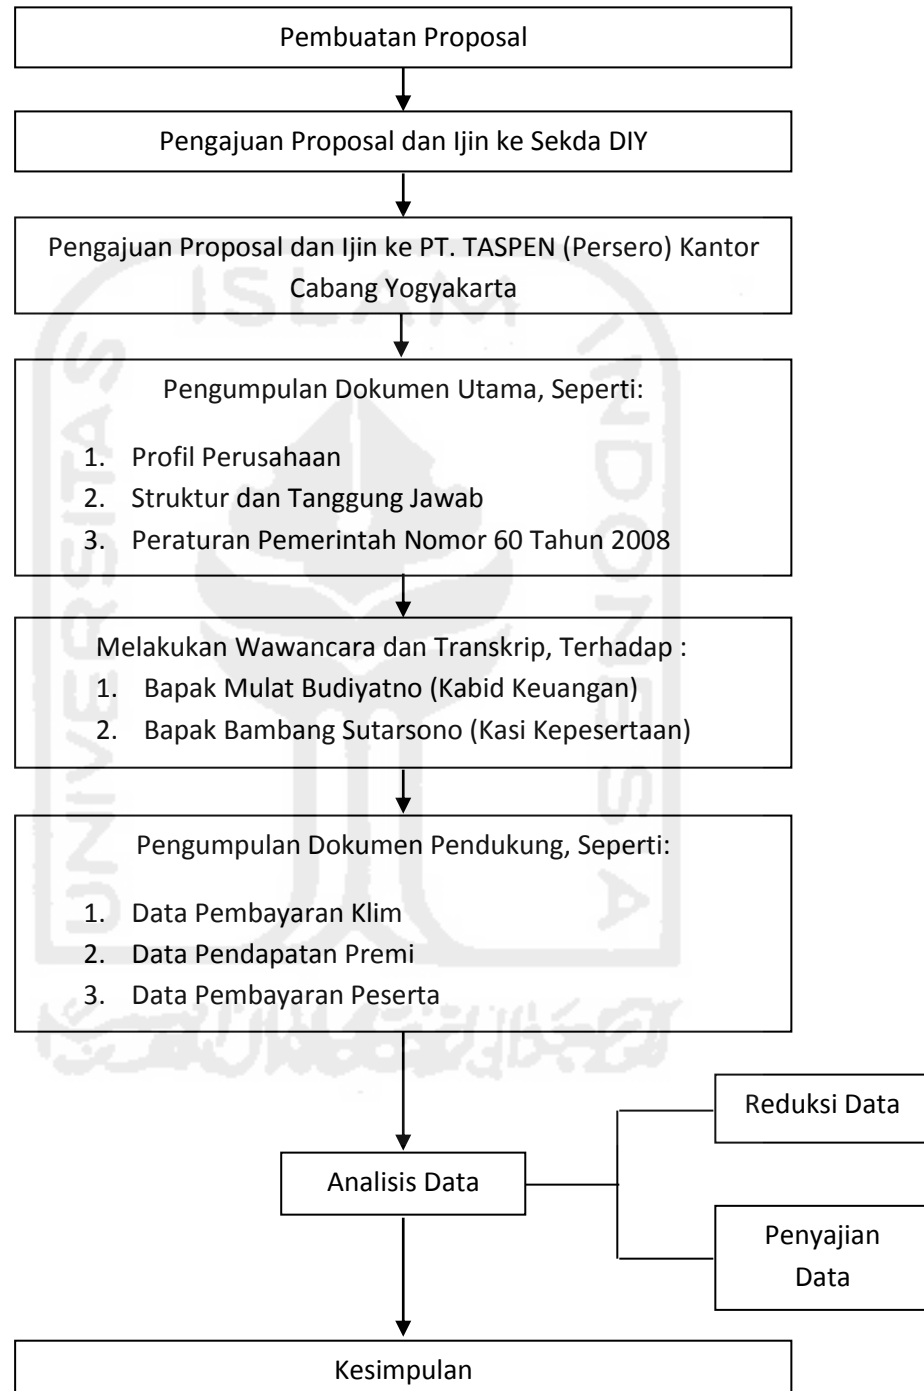 Pembuatan Proposal
Pengajuan Proposal dan Ijin ke Sekda DIY
Pengajuan Proposal dan Ijin ke PT. TASPEN (Persero) Kantor
Cabang Yogyakarta
Pengumpulan Dokumen Utama, Seperti:
1. Profil Perusahaan
2. Struktur dan Tanggung Jawab
3. Peraturan Pemerintah Nomor 60 Tahun 2008
Melakukan Wawancara dan Transkrip, Terhadap :
1. Bapak Mulat Budiyatno (Kabid Keuangan)
2. Bapak Bambang Sutarsono (Kasi Kepesertaan)
Pengumpulan Dokumen Pendukung, Seperti:
1. Data Pembayaran Klim
2. Data Pendapatan Premi
3. Data Pembayaran Peserta
Reduksi Data
Analisis Data
Penyajian
Data
Kesimpulan
UNIVERSITAS
ISLAM
INDONESIA